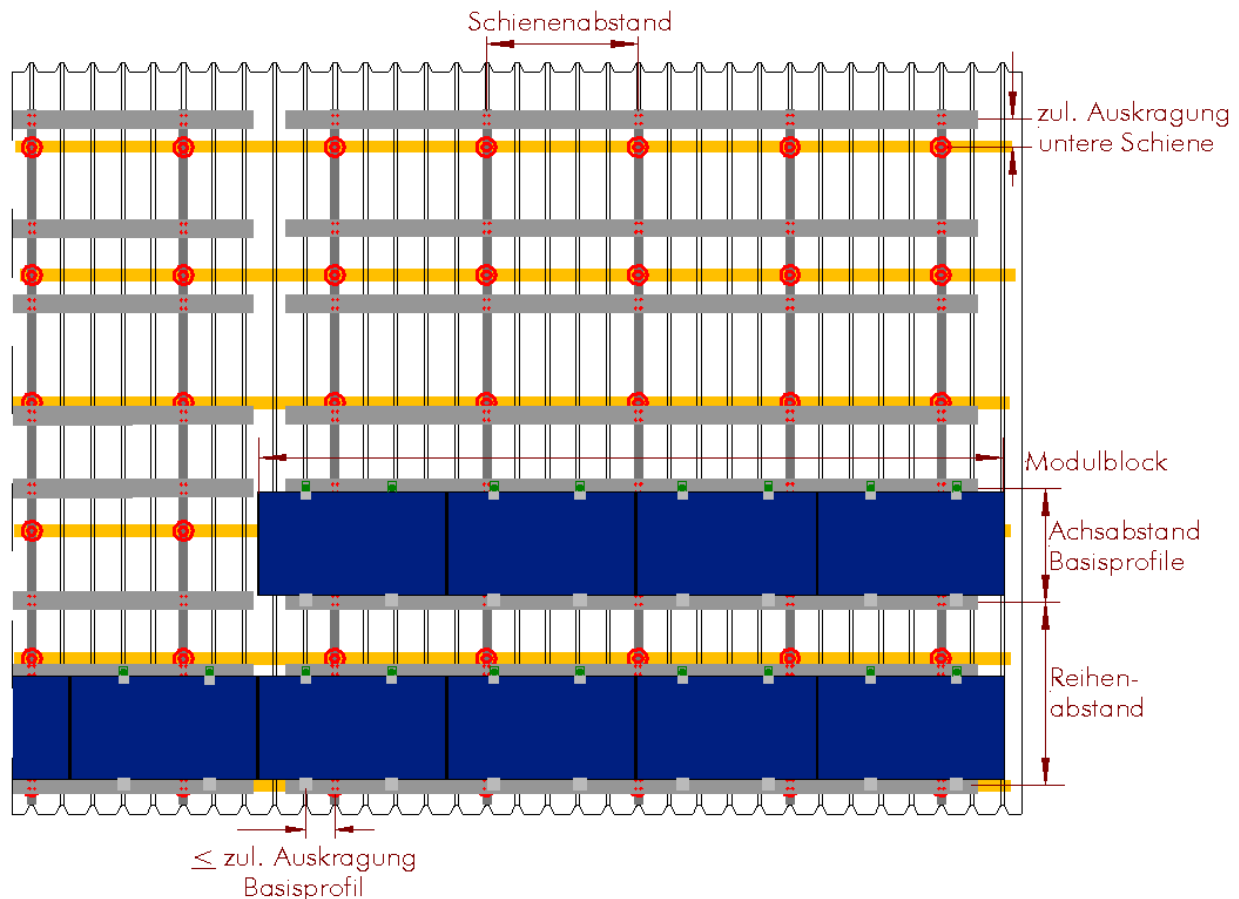 Schienenabstand
zul. Auskragung
untere Schiene
Modulblock
Achsabstand
Basisprofile
Reihen-
abstand
≤ zul. Auskragung
Basisprofil